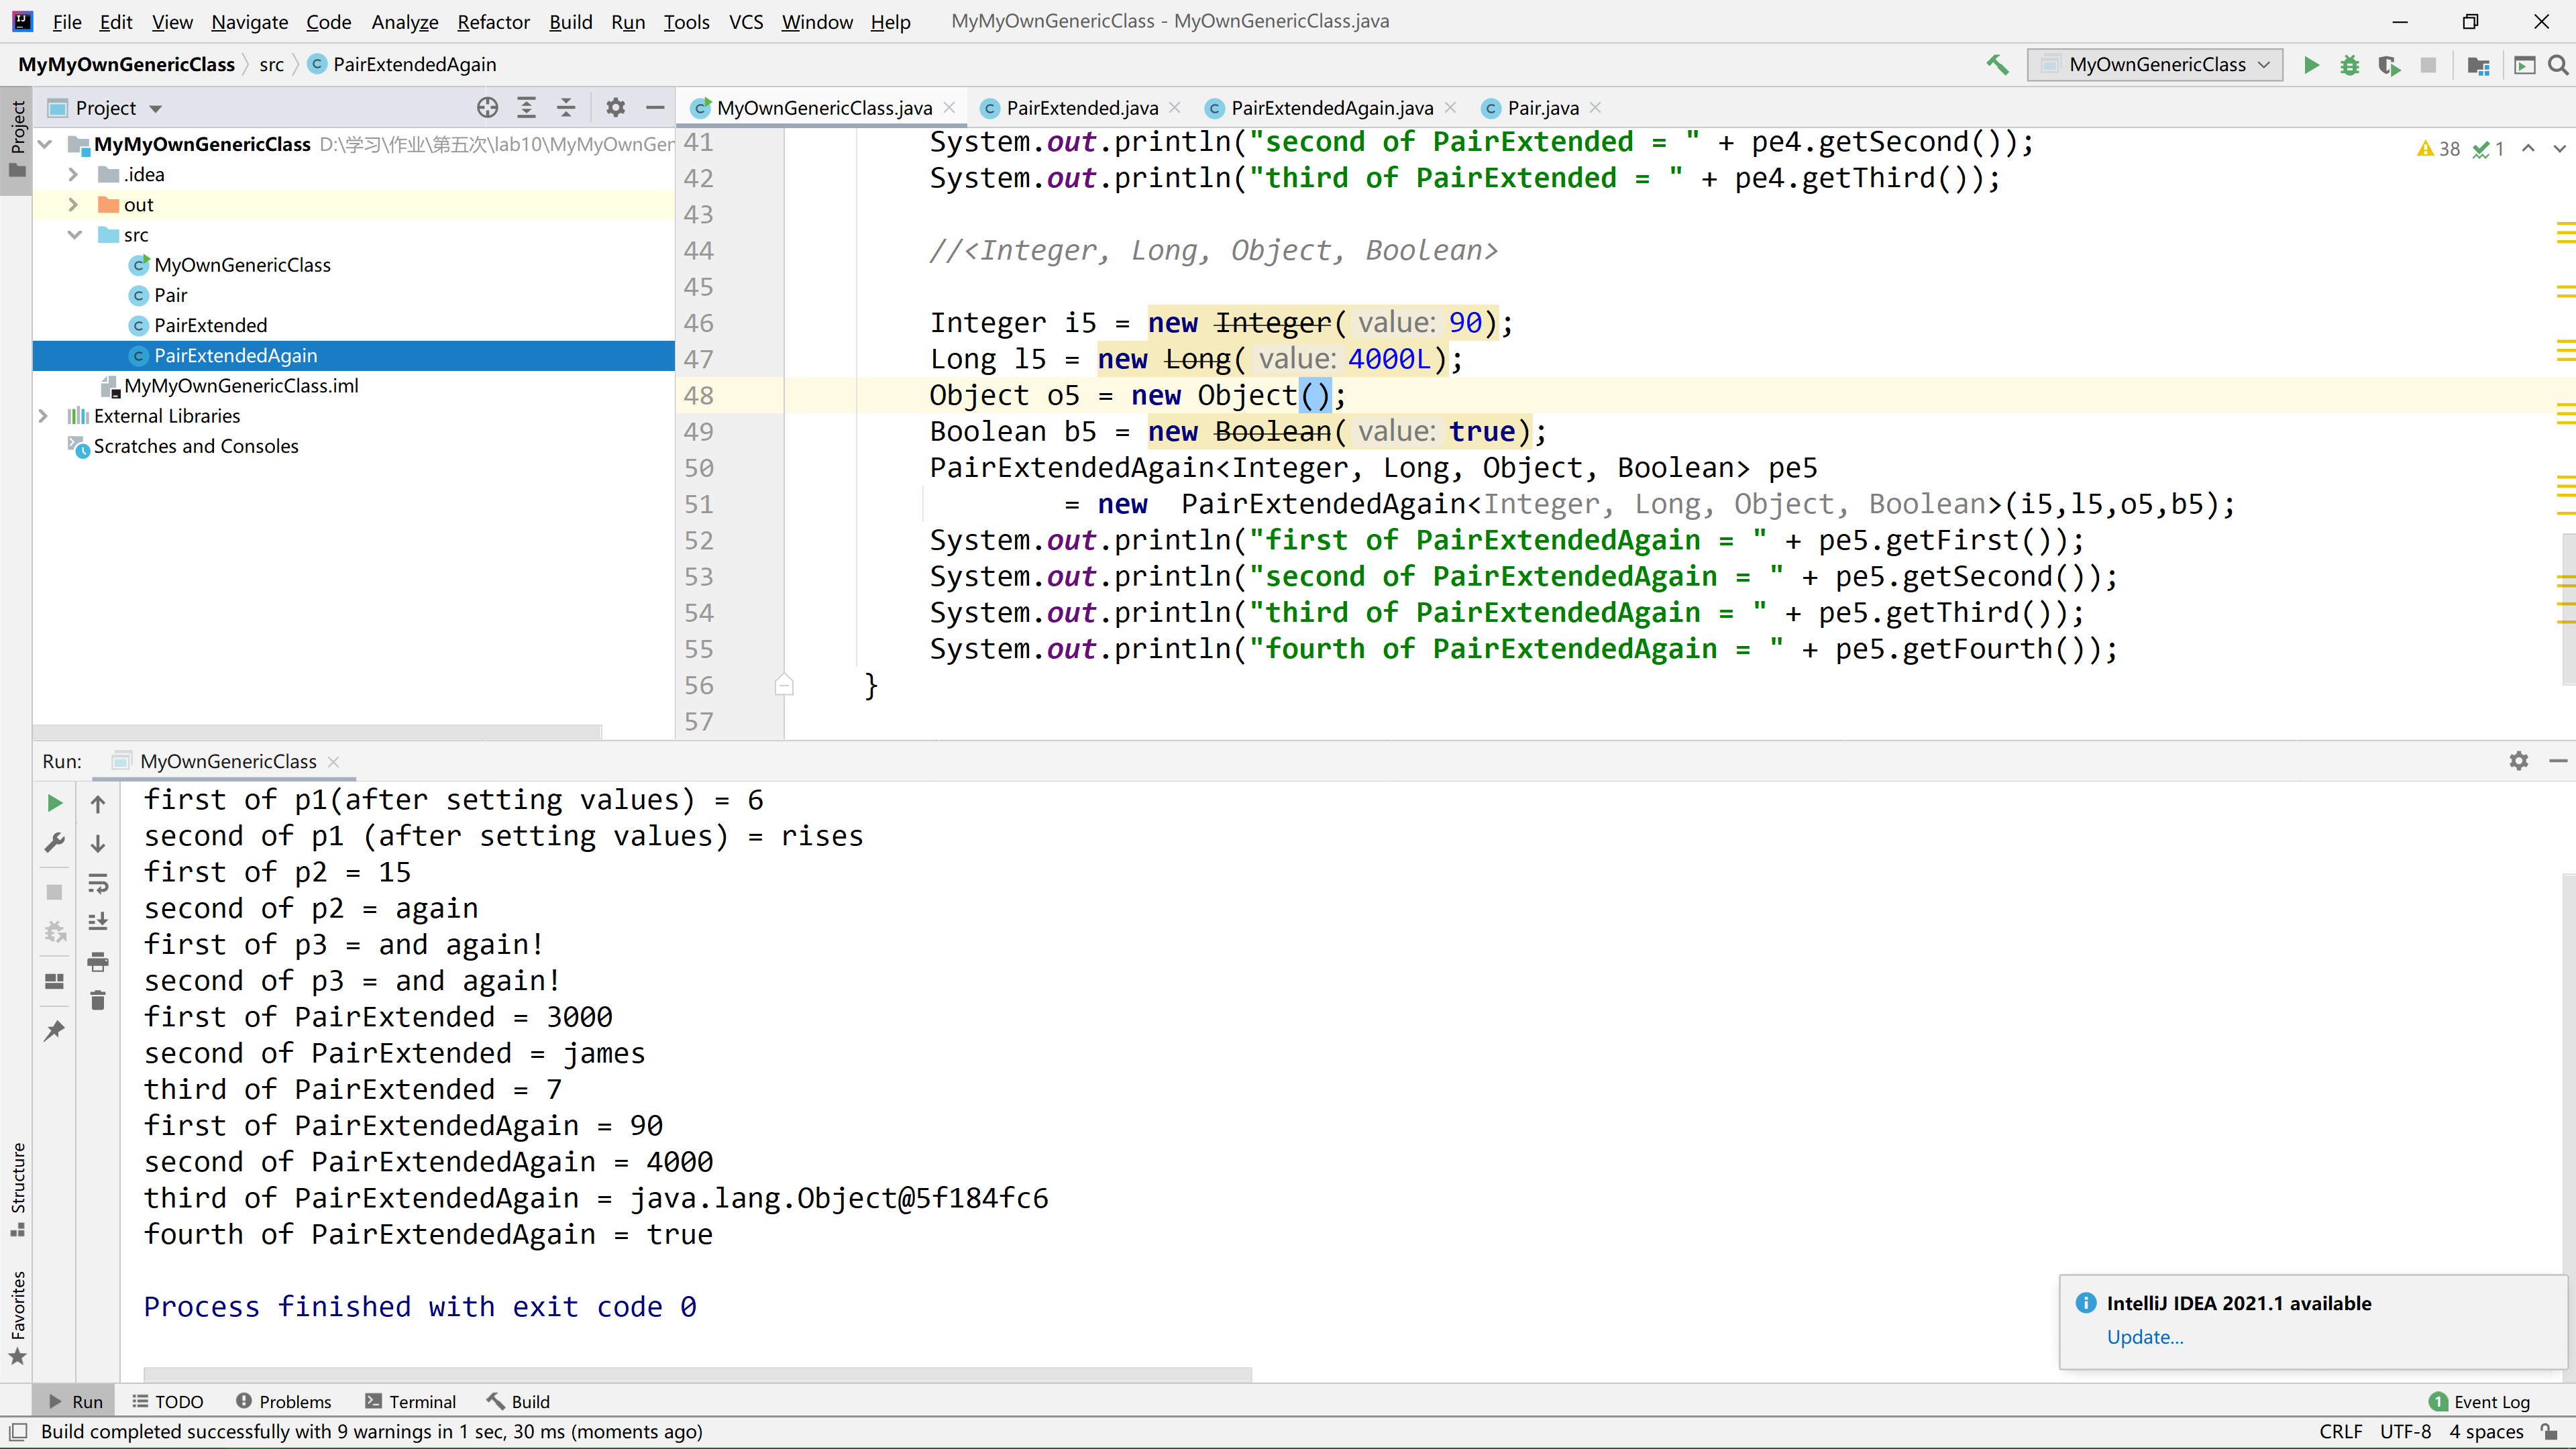 File Edit View Navigate Code Analyze Refactor Build Run Tools VCS Window Help MyMyOwnGenericClass - MyOwnGenericClass.java
MyMyOwnGenericClass src PairExtendedAgain MyOwnGenericClass
Project
Project
MyMyOwnGenericClass D:\学习\作业\第五次\lab10\MyMyOwnGer
.idea
out
src
MyOwnGenericClass
Pair
PairExtended
PairExtendedAgain
MyMyOwnGenericClass.iml
External Libraries
Scratches and Consoles
MyOwnGenericClass.java PairExtended.java PairExtendedAgain.java Pair.java
38 1
41 System.out.println("second of PairExtended = " + pe4.getSecond());
42 System.out.println("third of PairExtended = " + pe4.getThird());
43
44 //<Integer, Long, Object, Boolean>
45
46 Integer i5 = new Integer( value: 90);
47 Long l5 = new Long( value: 4000L);
48 Object o5 = new Object();
49 Boolean b5 = new Boolean( value: true);
50 PairExtendedAgain<Integer, Long, Object, Boolean> pe5
51 = new  PairExtendedAgain<Integer, Long, Object, Boolean>(i5,l5,o5,b5);
52 System.out.println("first of PairExtendedAgain = " + pe5.getFirst());
53 System.out.println("second of PairExtendedAgain = " + pe5.getSecond());
54 System.out.println("third of PairExtendedAgain = " + pe5.getThird());
55 System.out.println("fourth of PairExtendedAgain = " + pe5.getFourth());
56 }
57
Run: MyOwnGenericClass
first of p1(after setting values) = 6
second of p1 (after setting values) = rises
first of p2 = 15
second of p2 = again
first of p3 = and again!
second of p3 = and again!
first of PairExtended = 3000
second of PairExtended = james
third of PairExtended = 7
first of PairExtendedAgain = 90
second of PairExtendedAgain = 4000
third of PairExtendedAgain = java.lang.Object@5f184fc6
fourth of PairExtendedAgain = true
Process finished with exit code 0
Structure
Favorites
IntelliJ IDEA 2021.1 available
Update...
Run TODO Problems Terminal Build 1 Event Log
Build completed successfully with 9 warnings in 1 sec, 30 ms (moments ago) CRLF UTF-8 4 spaces